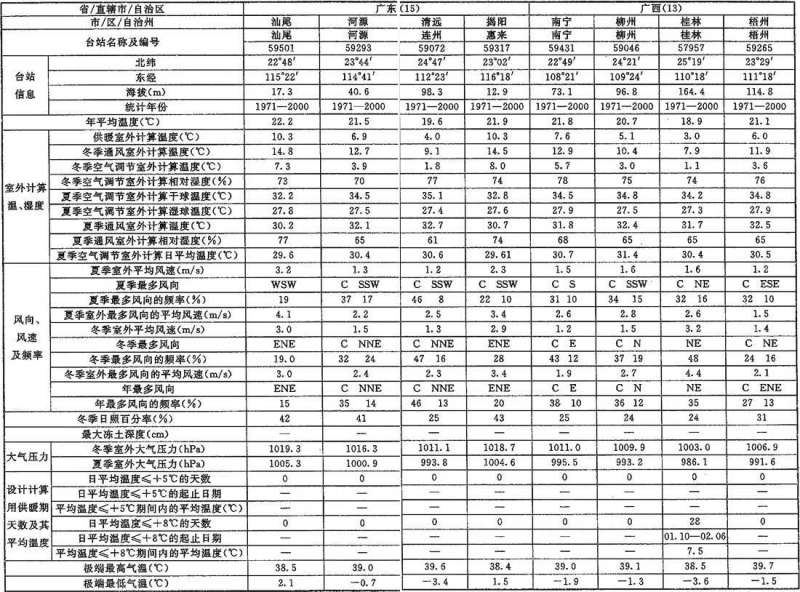 省/直辖市/自治区 广东(15) 广西(13)
市/区/自治州 汕尾 河源 清远 揭阳 南宁 柳州 桂林 梧州
台站名称及编号 汕尾 河源 连州 惠来 南宁 柳州 桂林 梧州
59501 59293 59072 59317 59431 59046 57957 59265
台站信息 北纬 22°48′ 23°44′ 24°47′ 23°02′ 22°49′ 24°21′ 25°19′ 23°29′
东经 115°22′ 114°41′ 112°23′ 116°18′ 108°21′ 109°24′ 110°18′ 111°18′
海拔(m) 17.3 40.6 98.3 12.9 73.1 96.8 164.4 114.8
统计年份 1971—2000 1971—2000 1971—2000 1971—2000 1971—2000 1971—2000 1971—2000 1971—2000
年平均温度(℃) 22.2 21.5 19.6 21.9 21.8 20.7 18.9 21.1
室外计算温、湿度 供暖室外计算温度(℃) 10.3 6.9 4.0 10.3 7.6 5.1 3.0 6.0
冬季通风室外计算温度(℃) 14.8 12.7 9.1 14.5 12.9 10.4 7.9 11.9
冬季空气调节室外计算温度(℃) 7.3 3.9 1.8 8.0 5.7 3.0 1.1 3.6
冬季空气调节室外计算相对湿度(%) 73 70 77 74 78 75 74 76
夏季空气调节室外计算干球温度(℃) 32.2 34.5 35.1 32.8 34.5 34.8 34.2 34.8
夏季空气调节室外计算湿球温度(℃) 27.8 27.5 27.4 27.6 27.9 27.5 27.3 27.9
夏季通风室外计算温度(℃) 30.2 32.1 32.7 30.7 31.8 32.4 31.7 32.5
夏季通风室外计算相对湿度(%) 77 65 61 74 68 65 65 65
夏季空气调节室外计算日平均温度(℃) 29.6 30.4 30.6 29.61 30.7 31.4 30.4 30.5
风向、风速及频率 夏季室外平均风速(m/s) 3.2 1.3 1.2 2.3 1.5 1.6 1.6 1.2
夏季最多风向 WSW C SSW C SSW C SSW C S C SSW C NE C ESE
夏季最多风向的频率(%) 19 37 17 46 8 22 10 31 10 34 15 32 16 32 10
夏季室外最多风向的平均风速(m/s) 4.1 2.2 2.5 3.4 2.6 2.8 2.6 1.5
冬季室外平均风速(m/s) 3.0 1.5 1.3 2.9 1.2 1.5 3.2 1.4
冬季最多风向 ENE C NNE C NNE ENE C E C N NE C ENE
冬季最多风向的频率(%) 19.0 32 24 47 16 28 43 12 37 19 48 24 16
冬季室外最多风向的平均风速(m/s) 3.0 2.4 2.3 3.4 1.9 2.7 4.4 2.1
年最多风向 ENE C NNE C NNE ENE C E C N NE C ENE
年最多风向的频率(%) 15 35 14 46 13 20 38 10 36 12 35 27 13
冬季日照百分率(%) 42 41 25 43 25 24 24 31
最大冻土深度(cm) — — — — — — — —
大气压力 冬季室外大气压力(hPa) 1019.3 1016.3 1011.1 1018.7 1011.0 1009.9 1003.0 1006.9
夏季室外大气压力(hPa) 1005.3 1000.9 993.8 1004.6 995.5 993.2 986.1 991.6
设计计算用供暖期天数及其平均温度 日平均温度≤+5℃的天数 0 0 0 0 0 0 0 0
日平均温度≤+5℃的起止日期 — — — — — — — —
平均温度≤+5℃期间内的平均温度(℃) — — — — — — — —
日平均温度≤+8℃的天数 0 0 0 0 0 0 28 0
日平均温度≤+8℃的起止日期 — — — — — — 01.10—02.06 —
平均温度≤+8℃期间内的平均温度(℃) — — — — — — 7.5 —
极端最高气温(℃) 38.5 39.0 39.6 38.4 39.0 39.1 38.5 39.7
极端最低气温(℃) 2.1 -0.7 -3.4 1.5 -1.9 -1.3 -3.6 -1.5